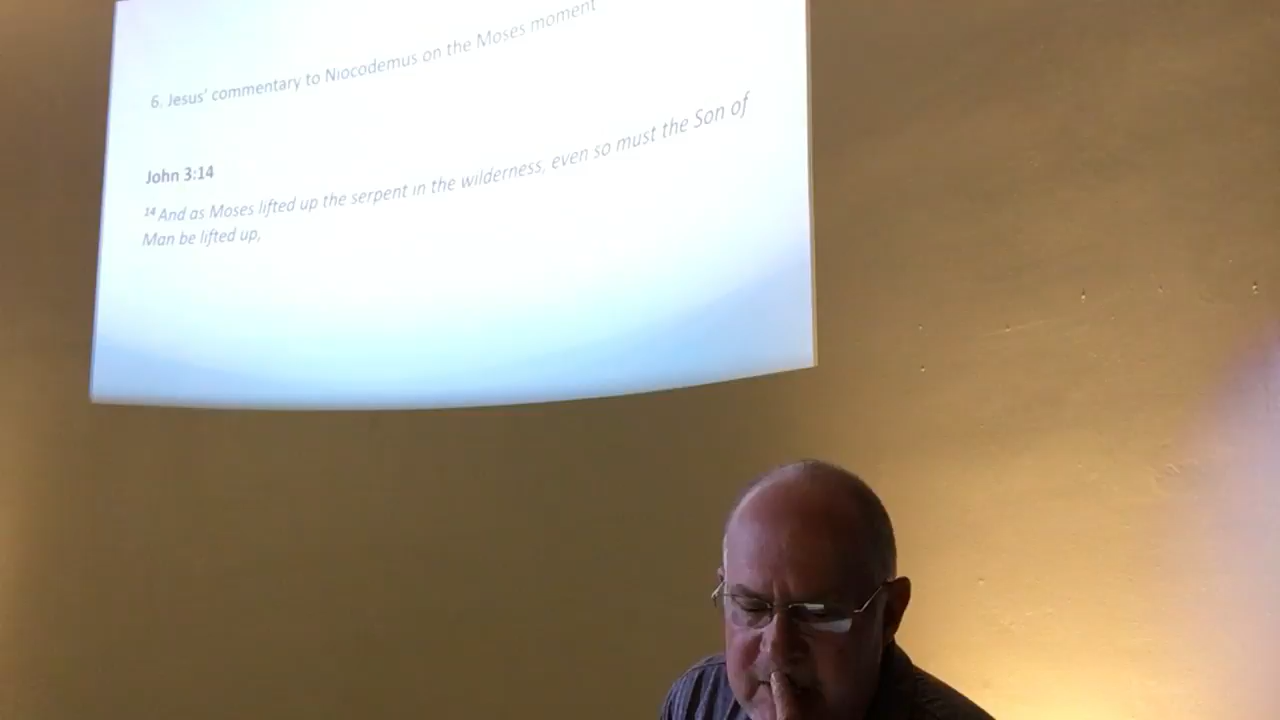 6. Jesus' commentary to Niocodemus on the Moses moment
John 3:14
14 And as Moses lifted up the serpent in the wilderness, even so must the Son of
Man be lifted up,